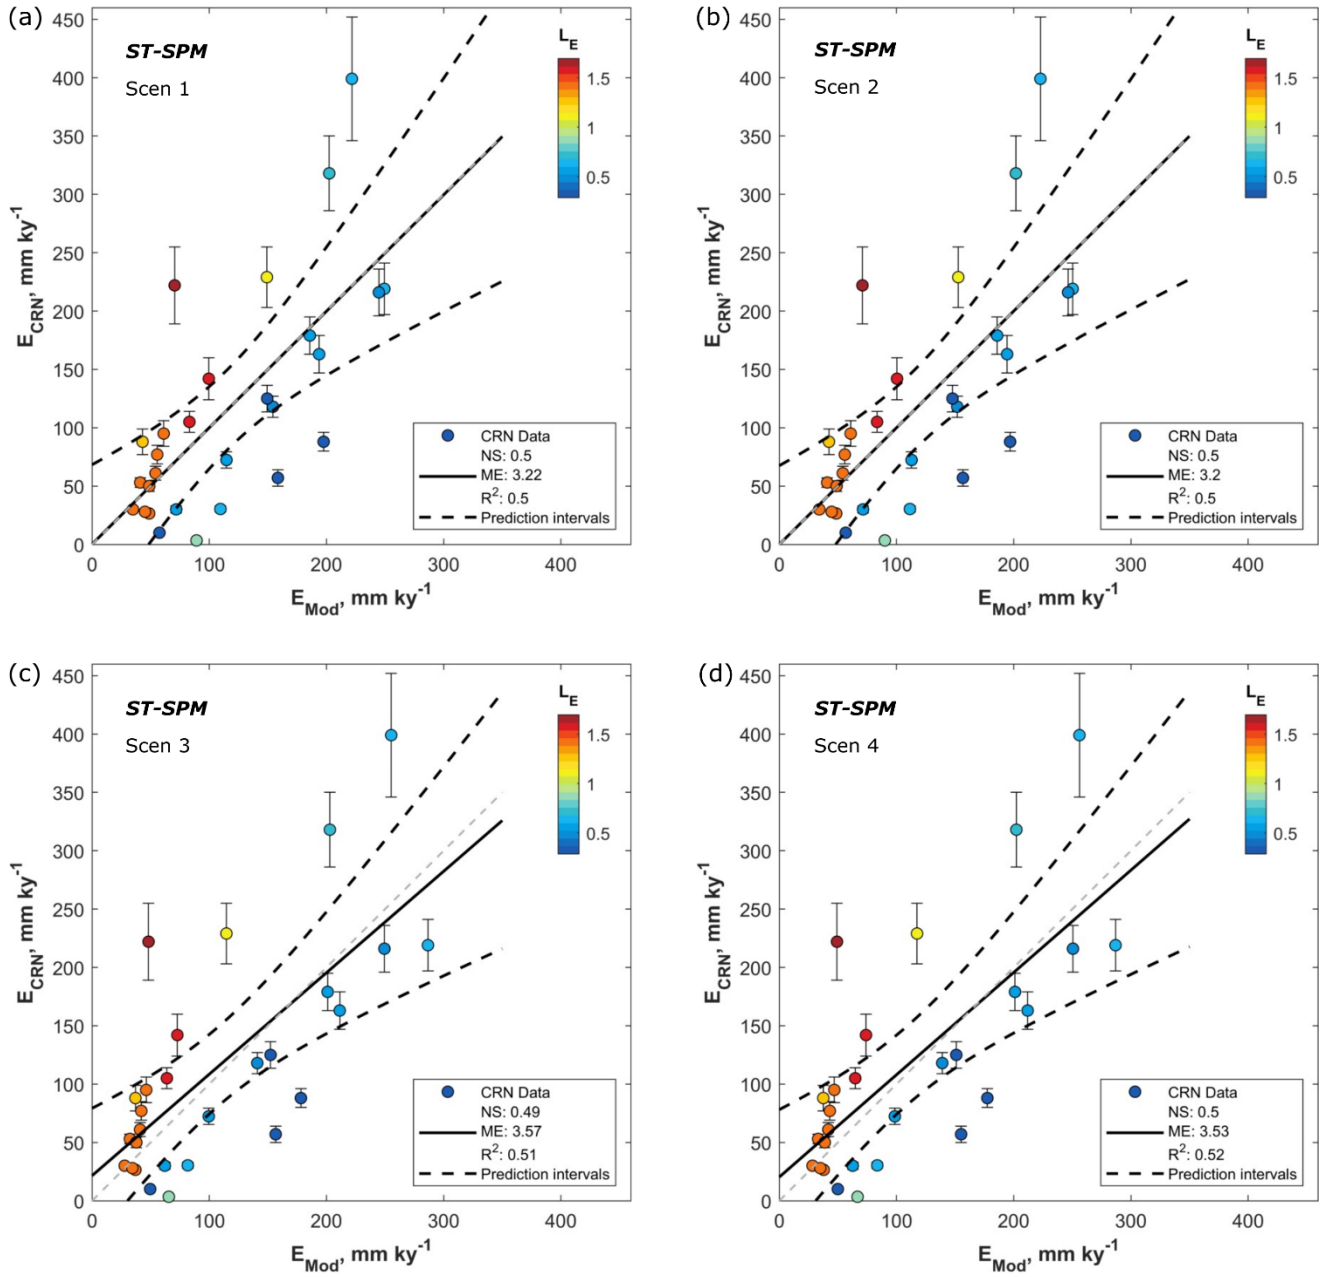 (a)
ST-SPM
Scen 1
L_E
1.5
1
0.5
450
400
350
300
250
200
150
100
50
0
E_CRN, mm ky^-1
0 100 200 300 400
E_Mod, mm ky^-1
CRN Data
NS: 0.5
ME: 3.22
R^2: 0.5
Prediction intervals
(b)
ST-SPM
Scen 2
L_E
1.5
1
0.5
450
400
350
300
250
200
150
100
50
0
E_CRN, mm ky^-1
0 100 200 300 400
E_Mod, mm ky^-1
CRN Data
NS: 0.5
ME: 3.2
R^2: 0.5
Prediction intervals
(c)
ST-SPM
Scen 3
L_E
1.5
1
0.5
450
400
350
300
250
200
150
100
50
0
E_CRN, mm ky^-1
0 100 200 300 400
E_Mod, mm ky^-1
CRN Data
NS: 0.49
ME: 3.57
R^2: 0.51
Prediction intervals
(d)
ST-SPM
Scen 4
L_E
1.5
1
0.5
450
400
350
300
250
200
150
100
50
0
E_CRN, mm ky^-1
0 100 200 300 400
E_Mod, mm ky^-1
CRN Data
NS: 0.5
ME: 3.53
R^2: 0.52
Prediction intervals